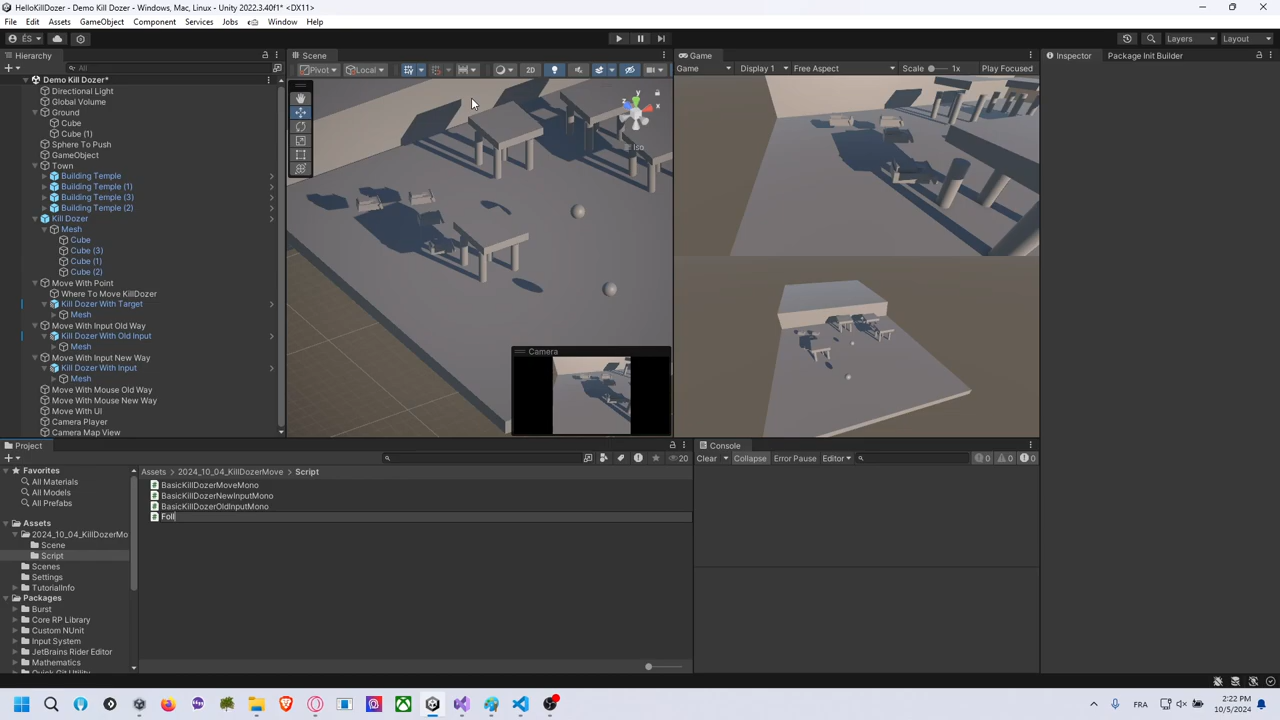 HelloKillDozer - Demo Kill Dozer - Windows, Mac, Linux - Unity 2022.3.40f1* <DX11>
File Edit Assets GameObject Component Services Jobs Window Help
ÉS
Layers Layout
Hierarchy
All
Demo Kill Dozer*
Directional Light
Global Volume
Ground
Cube
Cube (1)
Sphere To Push
GameObject
Town
Building Temple
Building Temple (1)
Building Temple (3)
Building Temple (2)
Kill Dozer
Mesh
Cube
Cube (3)
Cube (1)
Cube (2)
Move With Point
Where To Move KillDozer
Kill Dozer With Target
Mesh
Move With Input Old Way
Kill Dozer With Old Input
Mesh
Move With Input New Way
Kill Dozer With Input
Mesh
Move With Mouse Old Way
Move With Mouse New Way
Move With UI
Camera Player
Camera Map View
Scene
Pivot Local 2D
y
z
x
Iso
Camera
Game
Game Display 1 Free Aspect Scale 1x Play Focused
Inspector Package Init Builder
Project
20
Favorites
All Materials
All Models
All Prefabs
Assets
2024_10_04_KillDozerMo
Scene
Script
Scenes
Settings
TutorialInfo
Packages
Burst
Core RP Library
Custom NUnit
Input System
JetBrains Rider Editor
Mathematics
Assets 2024_10_04_KillDozerMove Script
BasicKillDozerMoveMono
BasicKillDozerNewInputMono
BasicKillDozerOldInputMono
Foll
Console
Clear Collapse Error Pause Editor
0 0 0
FRA
2:22 PM
10/5/2024